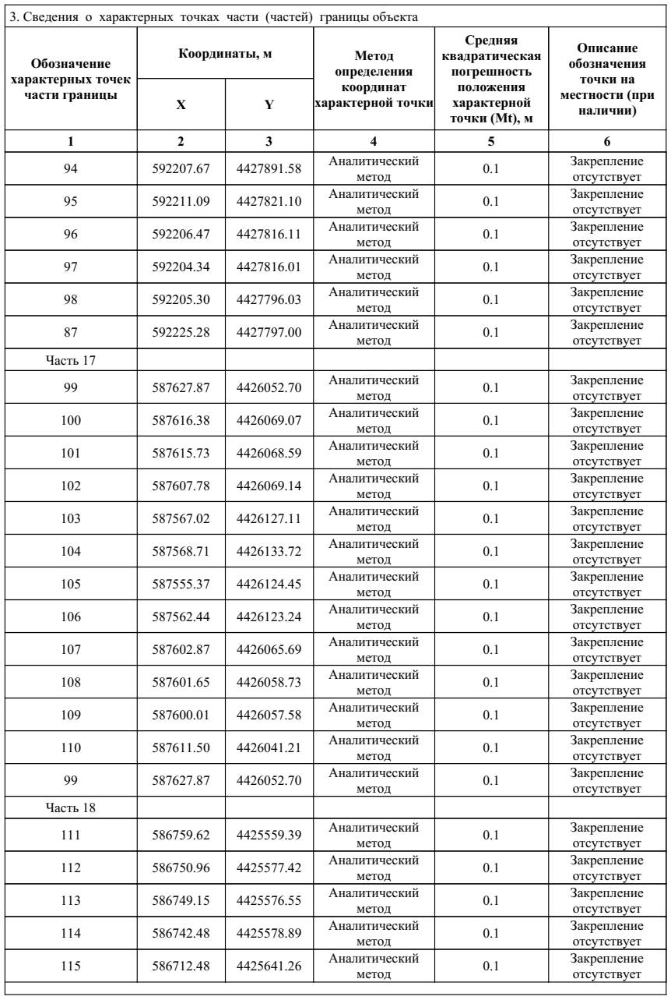 3. Сведения о характерных точках части (частей) границы объекта
Обозначение характерных точек части границы
Координаты, м
Метод определения координат характерной точки
Средняя квадратическая погрешность положения характерной точки (Mt), м
Описание обозначения точки на местности (при наличии)
X Y
1 2 3 4 5 6
94 592207.67 4427891.58 Аналитический метод 0.1 Закрепление отсутствует
95 592211.09 4427821.10 Аналитический метод 0.1 Закрепление отсутствует
96 592206.47 4427816.11 Аналитический метод 0.1 Закрепление отсутствует
97 592204.34 4427816.01 Аналитический метод 0.1 Закрепление отсутствует
98 592205.30 4427796.03 Аналитический метод 0.1 Закрепление отсутствует
87 592225.28 4427797.00 Аналитический метод 0.1 Закрепление отсутствует
Часть 17
99 587627.87 4426052.70 Аналитический метод 0.1 Закрепление отсутствует
100 587616.38 4426069.07 Аналитический метод 0.1 Закрепление отсутствует
101 587615.73 4426068.59 Аналитический метод 0.1 Закрепление отсутствует
102 587607.78 4426069.14 Аналитический метод 0.1 Закрепление отсутствует
103 587567.02 4426127.11 Аналитический метод 0.1 Закрепление отсутствует
104 587568.71 4426133.72 Аналитический метод 0.1 Закрепление отсутствует
105 587555.37 4426124.45 Аналитический метод 0.1 Закрепление отсутствует
106 587562.44 4426123.24 Аналитический метод 0.1 Закрепление отсутствует
107 587602.87 4426065.69 Аналитический метод 0.1 Закрепление отсутствует
108 587601.65 4426058.73 Аналитический метод 0.1 Закрепление отсутствует
109 587600.01 4426057.58 Аналитический метод 0.1 Закрепление отсутствует
110 587611.50 4426041.21 Аналитический метод 0.1 Закрепление отсутствует
99 587627.87 4426052.70 Аналитический метод 0.1 Закрепление отсутствует
Часть 18
111 586759.62 4425559.39 Аналитический метод 0.1 Закрепление отсутствует
112 586750.96 4425577.42 Аналитический метод 0.1 Закрепление отсутствует
113 586749.15 4425576.55 Аналитический метод 0.1 Закрепление отсутствует
114 586742.48 4425578.89 Аналитический метод 0.1 Закрепление отсутствует
115 586712.48 4425641.26 Аналитический метод 0.1 Закрепление отсутствует